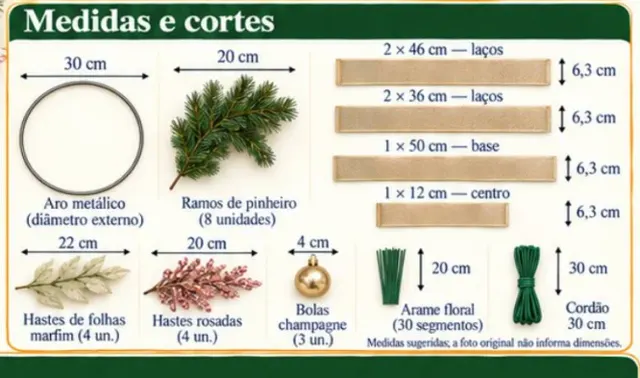 Medidas e cortes
30 cm
Aro metálico
(diâmetro externo)
20 cm
Ramos de pinheiro
(8 unidades)
2 × 46 cm — laços
6,3 cm
2 × 36 cm — laços
6,3 cm
1 × 50 cm — base
6,3 cm
1 × 12 cm — centro
6,3 cm
22 cm
Hastes de folhas
marfim (4 un.)
20 cm
Hastes rosadas
(4 un.)
4 cm
Bolas
champagne
(3 un.)
20 cm
Arame floral
(30 segmentos)
30 cm
Cordão
30 cm
Medidas sugeridas; a foto original não informa dimensões.